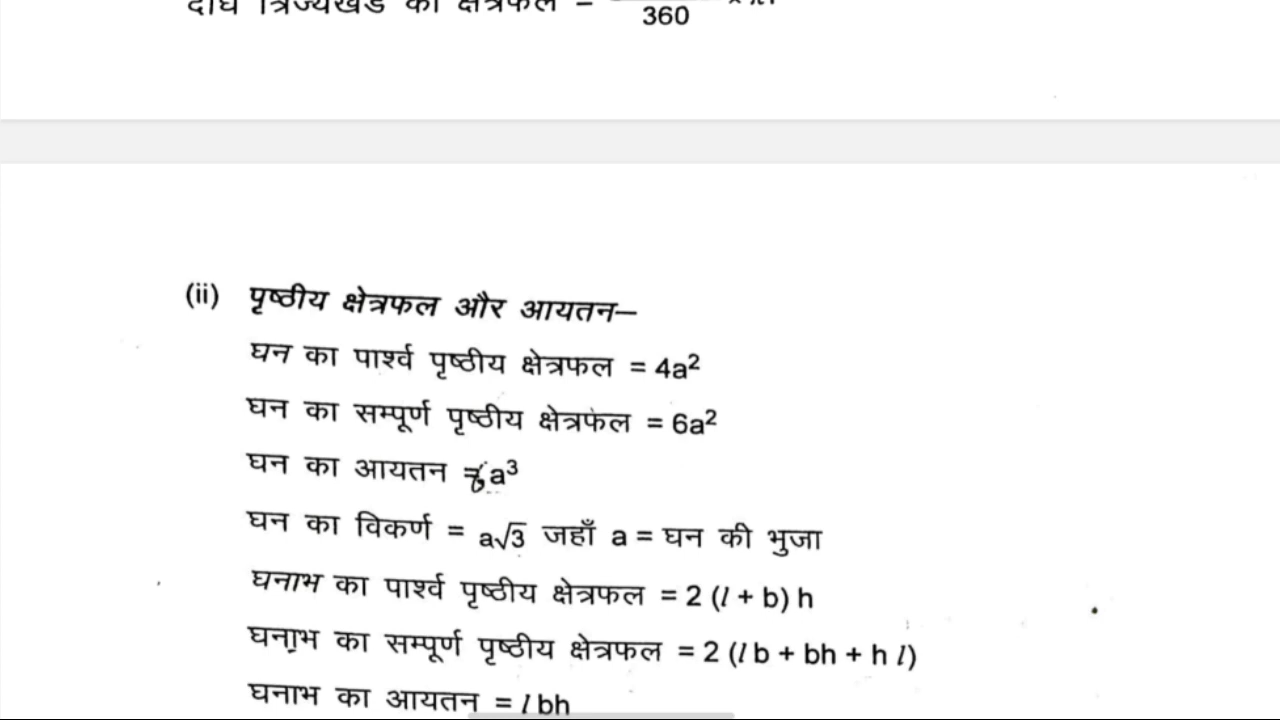 360
(ii) पृष्ठीय क्षेत्रफल और आयतन–
घन का पार्श्व पृष्ठीय क्षेत्रफल = 4a²
घन का सम्पूर्ण पृष्ठीय क्षेत्रफल = 6a²
घन का आयतन = a³
घन का विकर्ण = a√3 जहाँ a = घन की भुजा
घनाभ का पार्श्व पृष्ठीय क्षेत्रफल = 2 (l + b) h
घनाभ का सम्पूर्ण पृष्ठीय क्षेत्रफल = 2 (l b + bh + h l)
घनाभ का आयतन = l bh